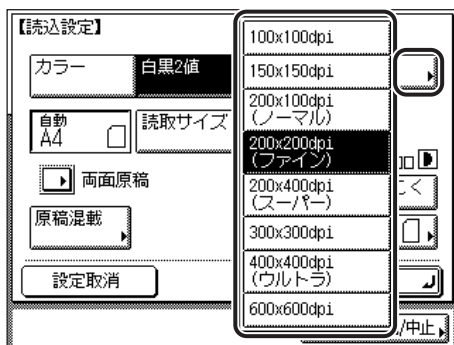 【読込設定】
カラー
白黒2値
自動
A4
読取サイズ
両面原稿
原稿混載
設定取消
100x100dpi
150x150dpi
200x100dpi
(ノーマル)
200x200dpi
(ファイン)
200x400dpi
(スーパー)
300x300dpi
400x400dpi
(ウルトラ)
600x600dpi
こく
/中止